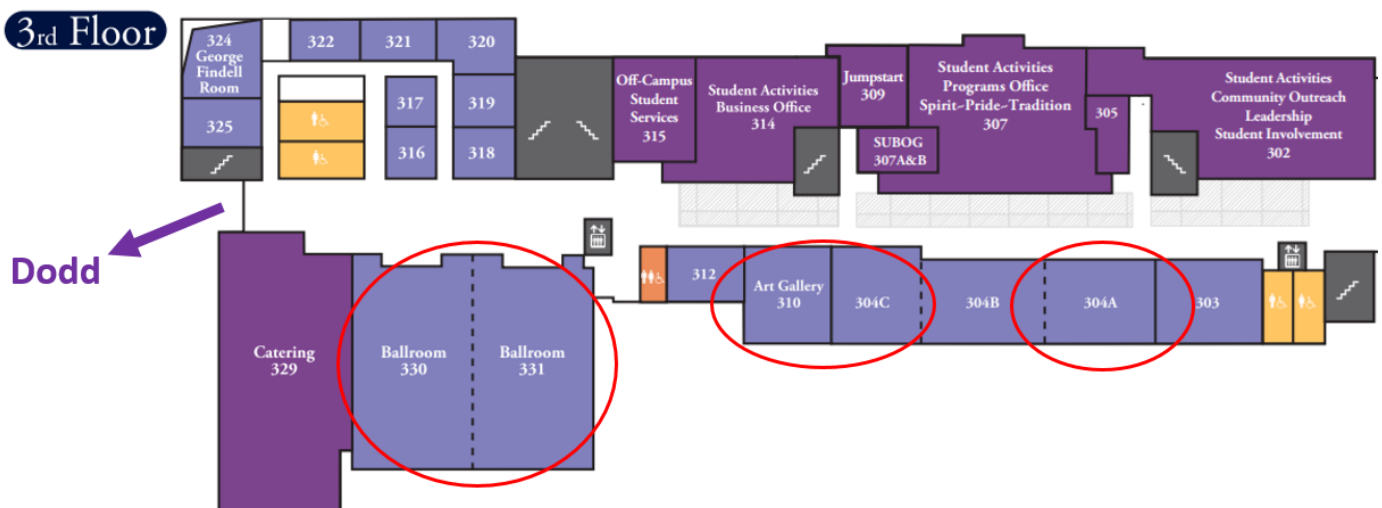 3rd Floor
324
George
Findell
Room
322
321
320
325
317
319
316
318
Off-Campus
Student
Services
315
Student Activities
Business Office
314
Jumpstart
309
SUBOG
307A&B
Student Activities
Programs Office
Spirit~Pride~Tradition
307
305
Student Activities
Community Outreach
Leadership
Student Involvement
302
Dodd
Catering
329
Ballroom
330
Ballroom
331
312
Art Gallery
310
304C
304B
304A
303